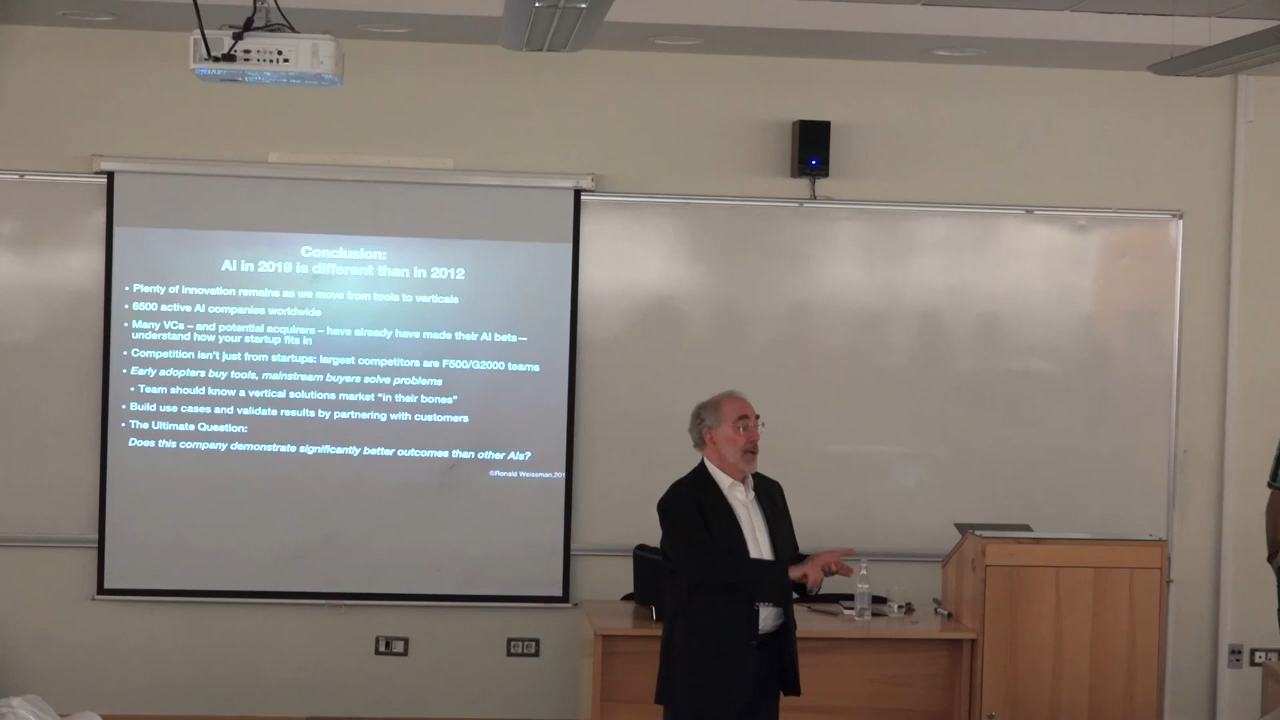 Conclusion:
AI in 2019 is different than in 2012
• Plenty of innovation remains as we move from tools to verticals
• 6500 active AI companies worldwide
• Many VCs – and potential acquirers – have already have made their AI bets—
understand how your startup fits in
• Competition isn't just from startups: largest competitors are F500/G2000 teams
• Early adopters buy tools, mainstream buyers solve problems
• Team should know a vertical solutions market "in their bones"
• Build use cases and validate results by partnering with customers
• The Ultimate Question:
Does this company demonstrate significantly better outcomes than other AIs?
©Ronald Weissman,201